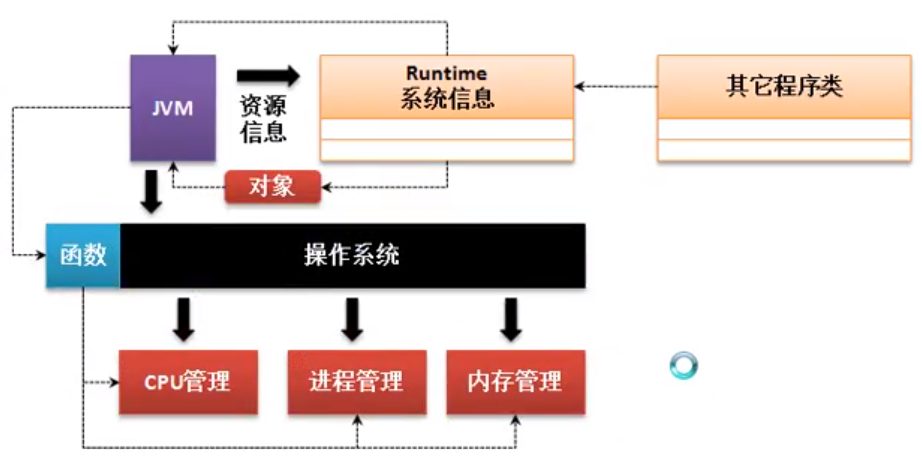 JVM
资源
信息
Runtime
系统信息
其它程序类
对象
函数
操作系统
CPU管理
进程管理
内存管理